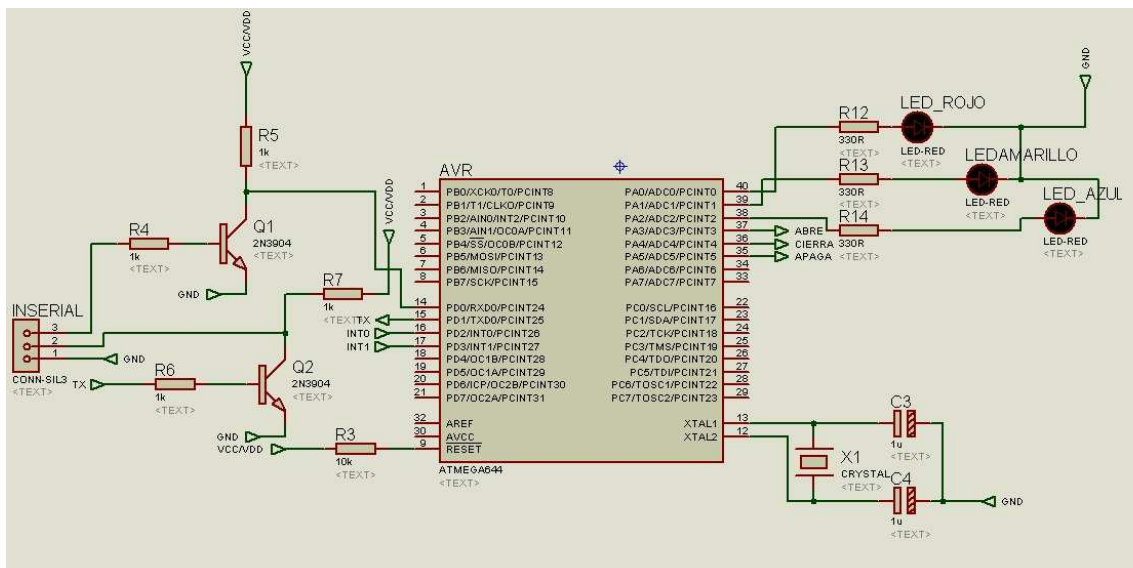 VCC/VDD
R5
1k
<TEXT>
Q1
2N3904
<TEXT>
R4
1k
<TEXT>
GND
VCC/VDD
R7
1k
<TEXT>
INSERIAL
3
2
1
GND
CONN-SIL3
<TEXT>
TX
R6
1k
<TEXT>
Q2
2N3904
<TEXT>
GND
VCC/VDD
R3
10k
<TEXT>
TX
INT0
INT1
AVR
1 PB0/XCK0/T0/PCINT8
2 PB1/T1/CLKO/PCINT9
3 PB2/AIN0/INT2/PCINT10
4 PB3/AIN1/OC0A/PCINT11
5 PB4/SS/OC0B/PCINT12
6 PB5/MOSI/PCINT13
7 PB6/MISO/PCINT14
8 PB7/SCK/PCINT15
14 PD0/RXD0/PCINT24
15 PD1/TXD0/PCINT25
16 PD2/INT0/PCINT26
17 PD3/INT1/PCINT27
18 PD4/OC1B/PCINT28
19 PD5/OC1A/PCINT29
20 PD6/ICP/OC2B/PCINT30
21 PD7/OC2A/PCINT31
32 AREF
30 AVCC
9 RESET
PA0/ADC0/PCINT0 40
PA1/ADC1/PCINT1 39
PA2/ADC2/PCINT2 38
PA3/ADC3/PCINT3 37
PA4/ADC4/PCINT4 36
PA5/ADC5/PCINT5 35
PA6/ADC6/PCINT6 34
PA7/ADC7/PCINT7 33
PC0/SCL/PCINT16 22
PC1/SDA/PCINT17 23
PC2/TCK/PCINT18 24
PC3/TMS/PCINT19 25
PC4/TDO/PCINT20 26
PC5/TDI/PCINT21 27
PC6/TOSC1/PCINT22 28
PC7/TOSC2/PCINT23 29
XTAL1 13
XTAL2 12
ATMEGA644
<TEXT>
ABRE
CIERRA
APAGA
R12
330R
<TEXT>
LED_ROJO
LED-RED
<TEXT>
GND
R13
330R
<TEXT>
LEDAMARILLO
LED-RED
<TEXT>
R14
330R
<TEXT>
LED_AZUL
LED-RED
<TEXT>
C3
1u
<TEXT>
X1
CRYSTAL
<TEXT>
C4
1u
<TEXT>
GND